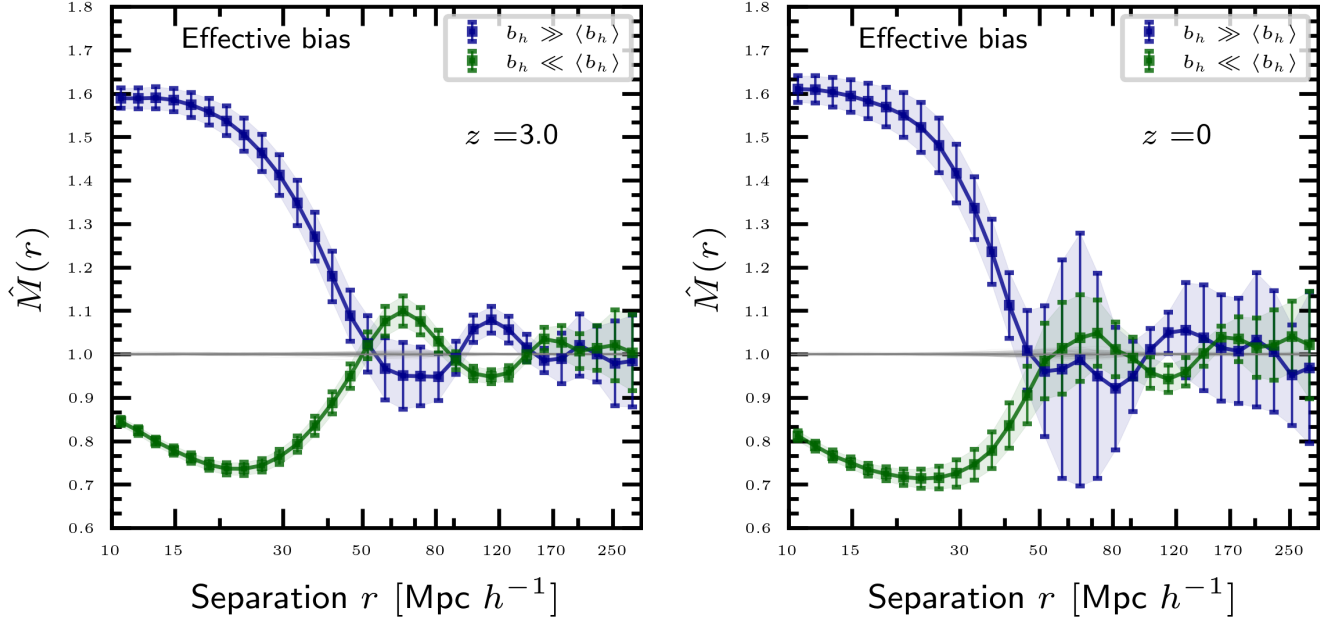 Effective bias
b_h ≫ ⟨b_h⟩
b_h ≪ ⟨b_h⟩
z =3.0
1.8
1.7
1.6
1.5
1.4
1.3
1.2
1.1
1.0
0.9
0.8
0.7
0.6
M̂(r)
10 15 30 50 80 120 170 250
Separation r [Mpc h⁻¹]
Effective bias
b_h ≫ ⟨b_h⟩
b_h ≪ ⟨b_h⟩
z =0
1.8
1.7
1.6
1.5
1.4
1.3
1.2
1.1
1.0
0.9
0.8
0.7
0.6
M̂(r)
10 15 30 50 80 120 170 250
Separation r [Mpc h⁻¹]